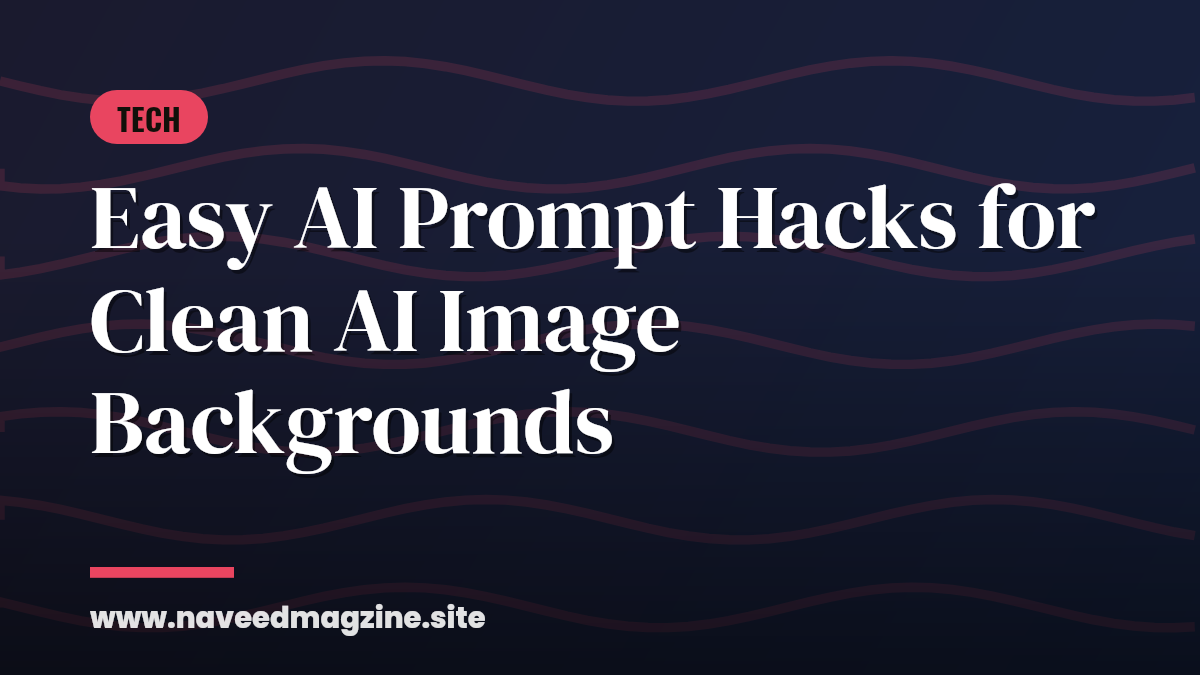 TECH
Easy AI Prompt Hacks for
Clean AI Image
Backgrounds
www.naveedmagzine.site